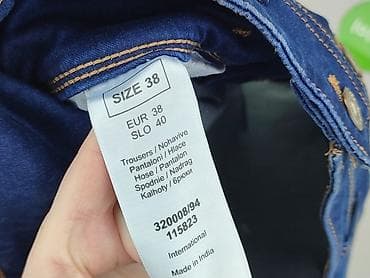 SIZE 38
EUR 38
SLO 40
Trousers / Nohavice
Pantaloni / Hlače
Hose / Pantalon
Spodnie / Nadrág
Kalhoty / брюки
320008/94
115823
International
Made in India